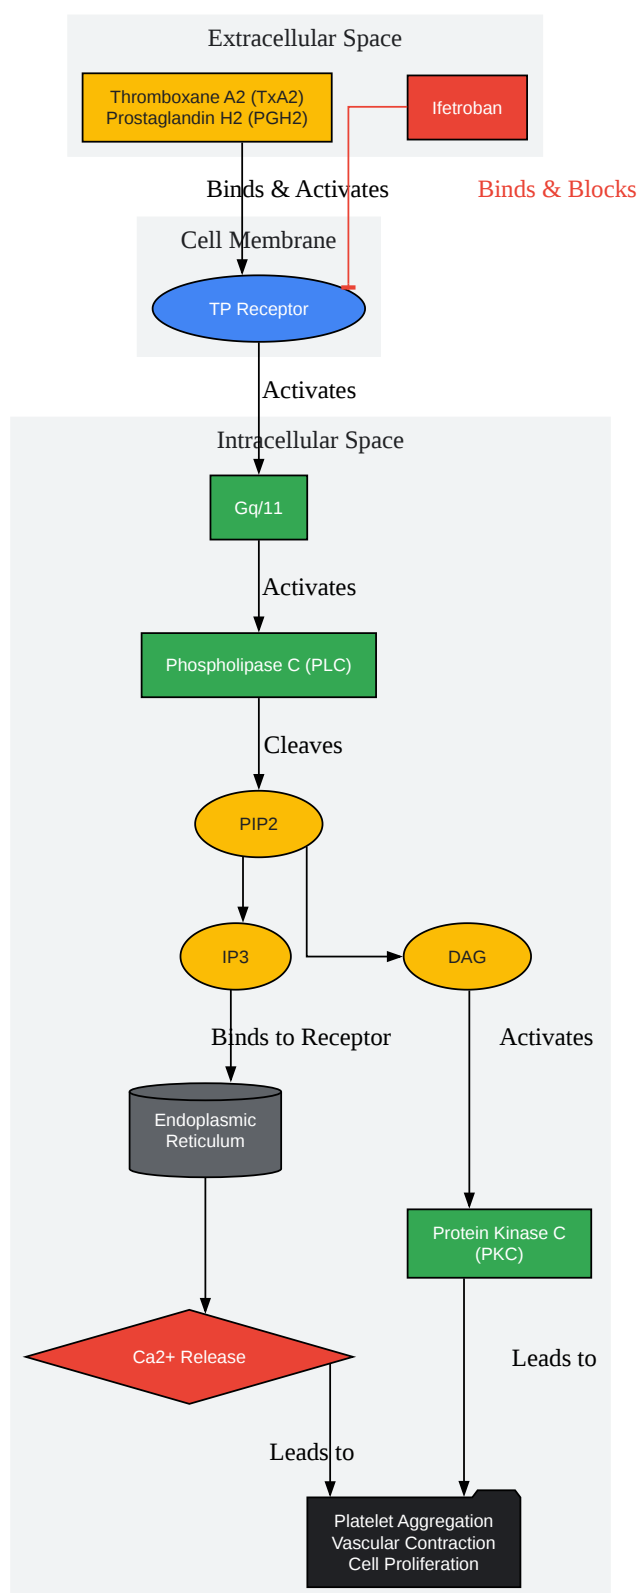 Extracellular Space
Thromboxane A2 (TxA2)
Prostaglandin H2 (PGH2)
Ifetroban
Binds & Activates
Binds & Blocks
Cell Membrane
TP Receptor
Activates
Intracellular Space
Gq/11
Activates
Phospholipase C (PLC)
Cleaves
PIP2
IP3
DAG
Binds to Receptor
Activates
Endoplasmic
Reticulum
Protein Kinase C
(PKC)
Ca2+ Release
Leads to
Leads to
Platelet Aggregation
Vascular Contraction
Cell Proliferation